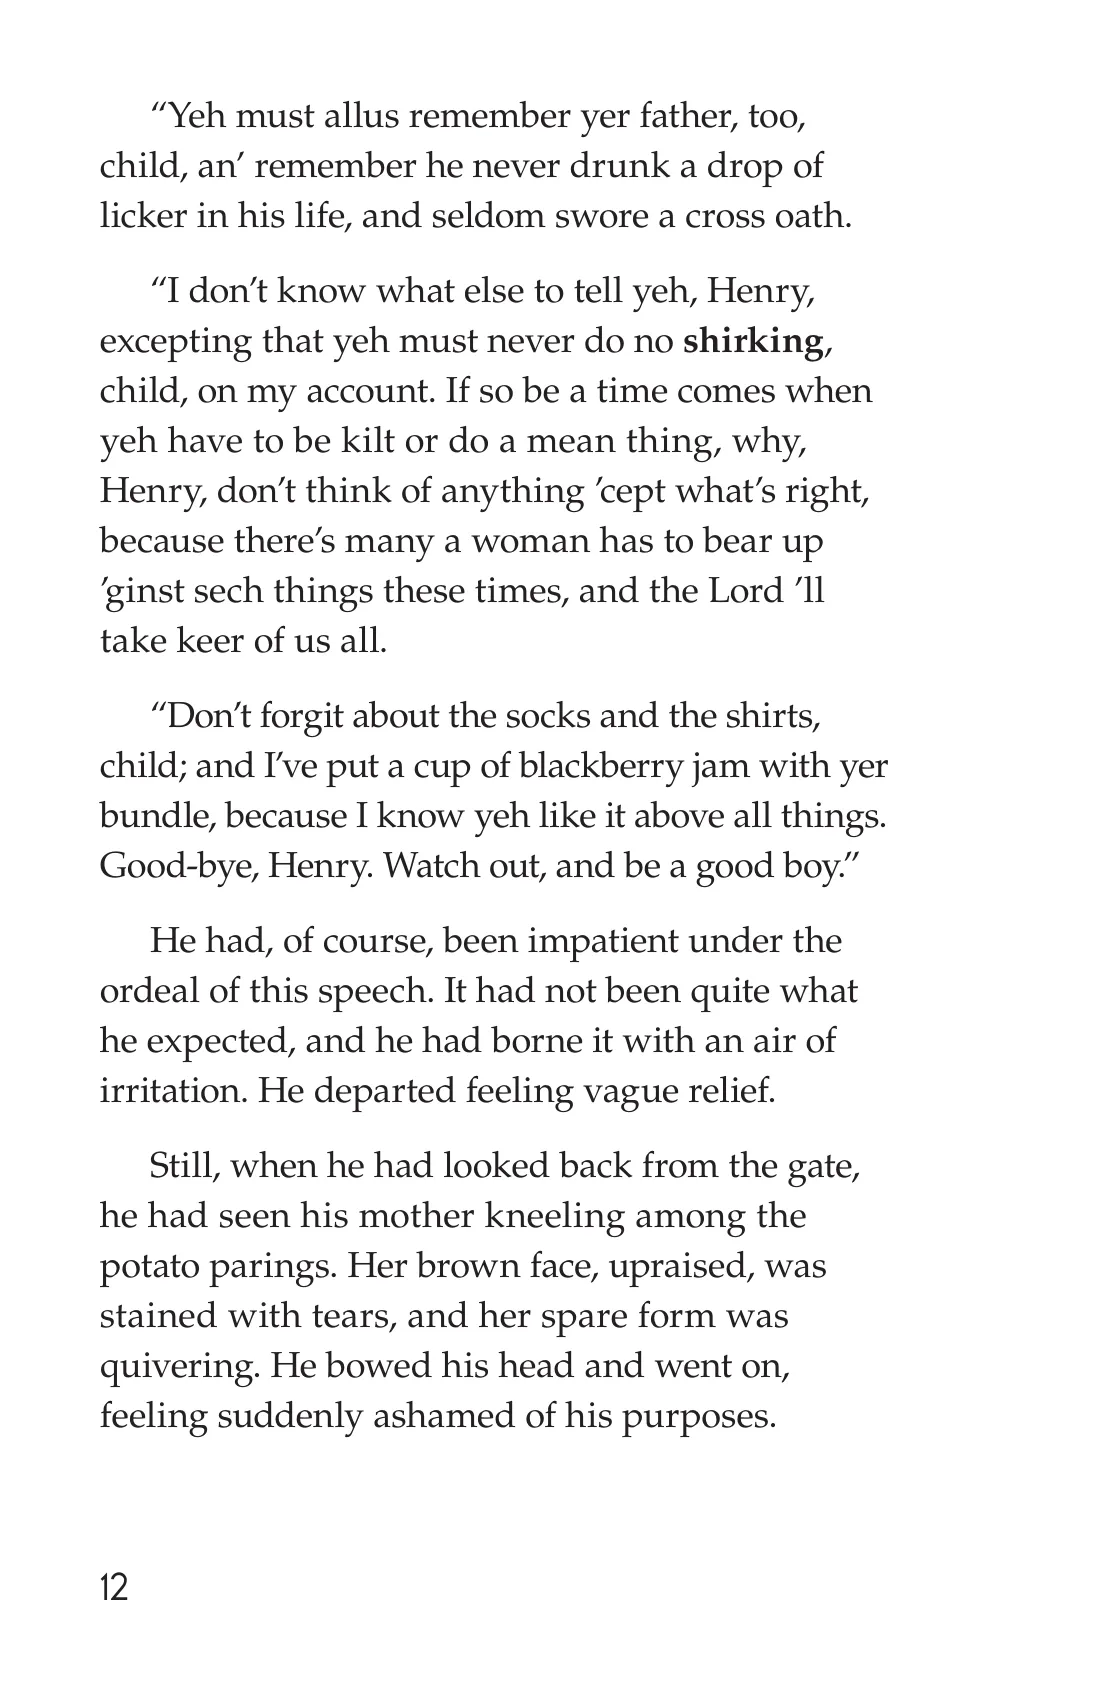 “Yeh must allus remember yer father, too,
child, an’ remember he never drunk a drop of
licker in his life, and seldom swore a cross oath.
“I don’t know what else to tell yeh, Henry,
excepting that yeh must never do no shirking,
child, on my account. If so be a time comes when
yeh have to be kilt or do a mean thing, why,
Henry, don’t think of anything ’cept what’s right,
because there’s many a woman has to bear up
’ginst sech things these times, and the Lord ’ll
take keer of us all.
“Don’t forgit about the socks and the shirts,
child; and I’ve put a cup of blackberry jam with yer
bundle, because I know yeh like it above all things.
Good-bye, Henry. Watch out, and be a good boy.”
He had, of course, been impatient under the
ordeal of this speech. It had not been quite what
he expected, and he had borne it with an air of
irritation. He departed feeling vague relief.
Still, when he had looked back from the gate,
he had seen his mother kneeling among the
potato parings. Her brown face, upraised, was
stained with tears, and her spare form was
quivering. He bowed his head and went on,
feeling suddenly ashamed of his purposes.
12